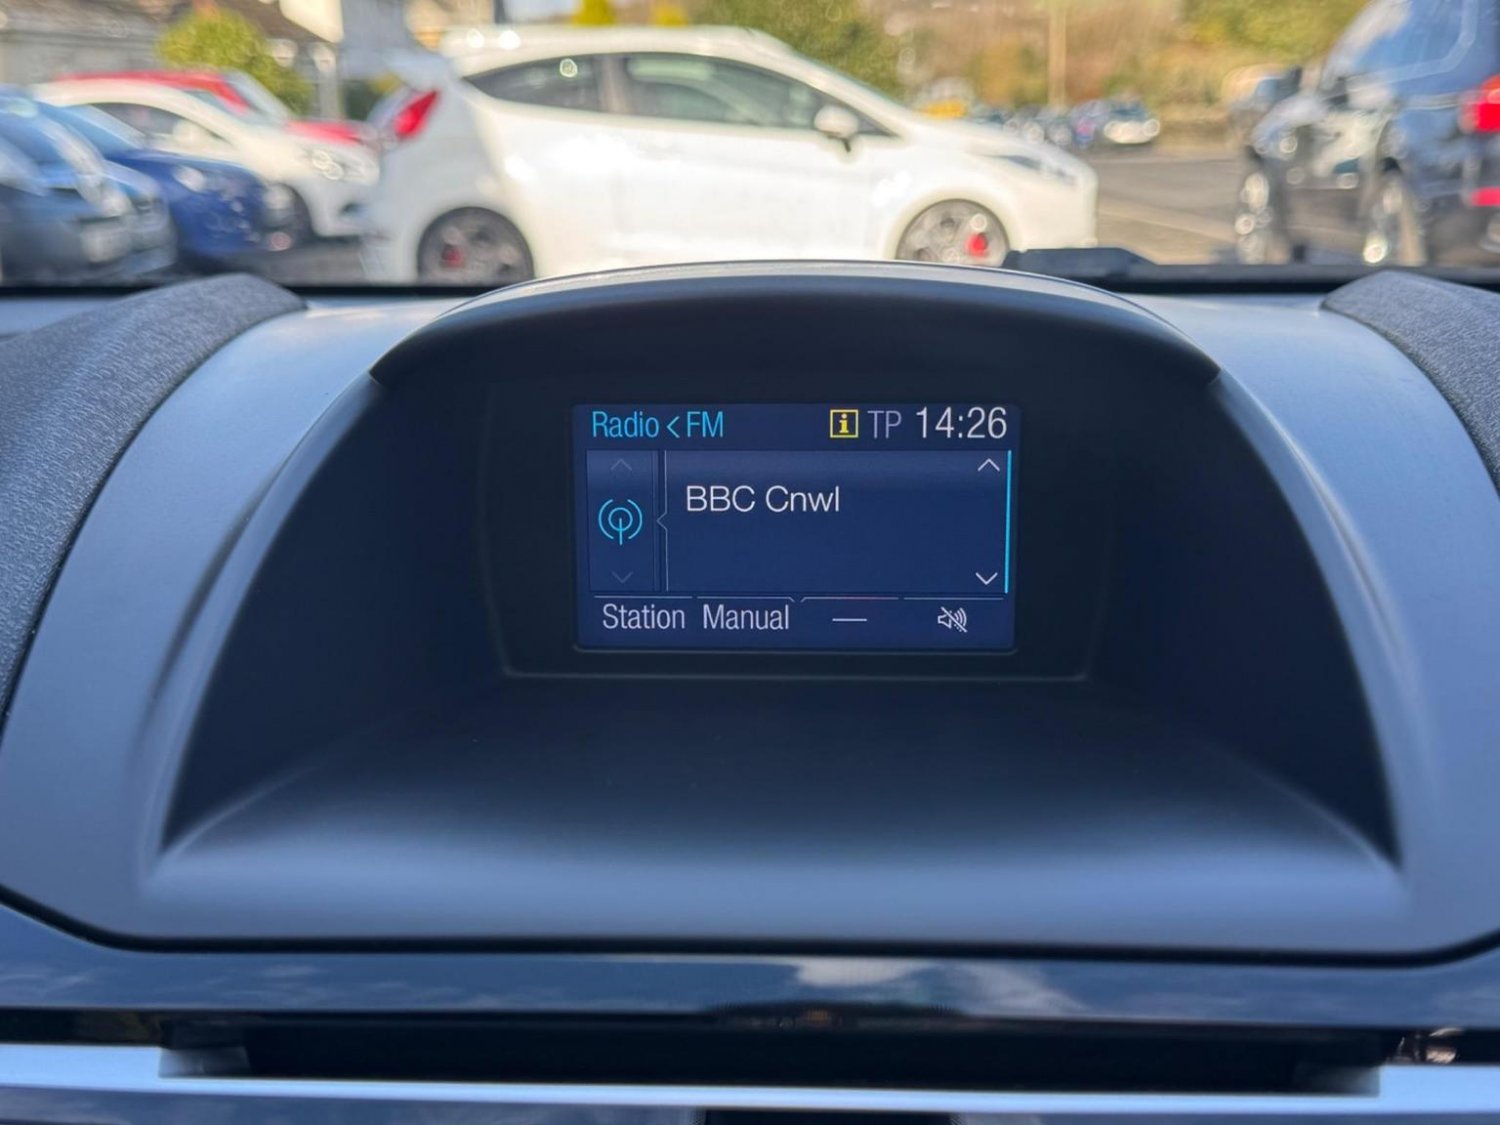 Radio < FM i TP 14:26
BBC Cnwl
Station Manual —